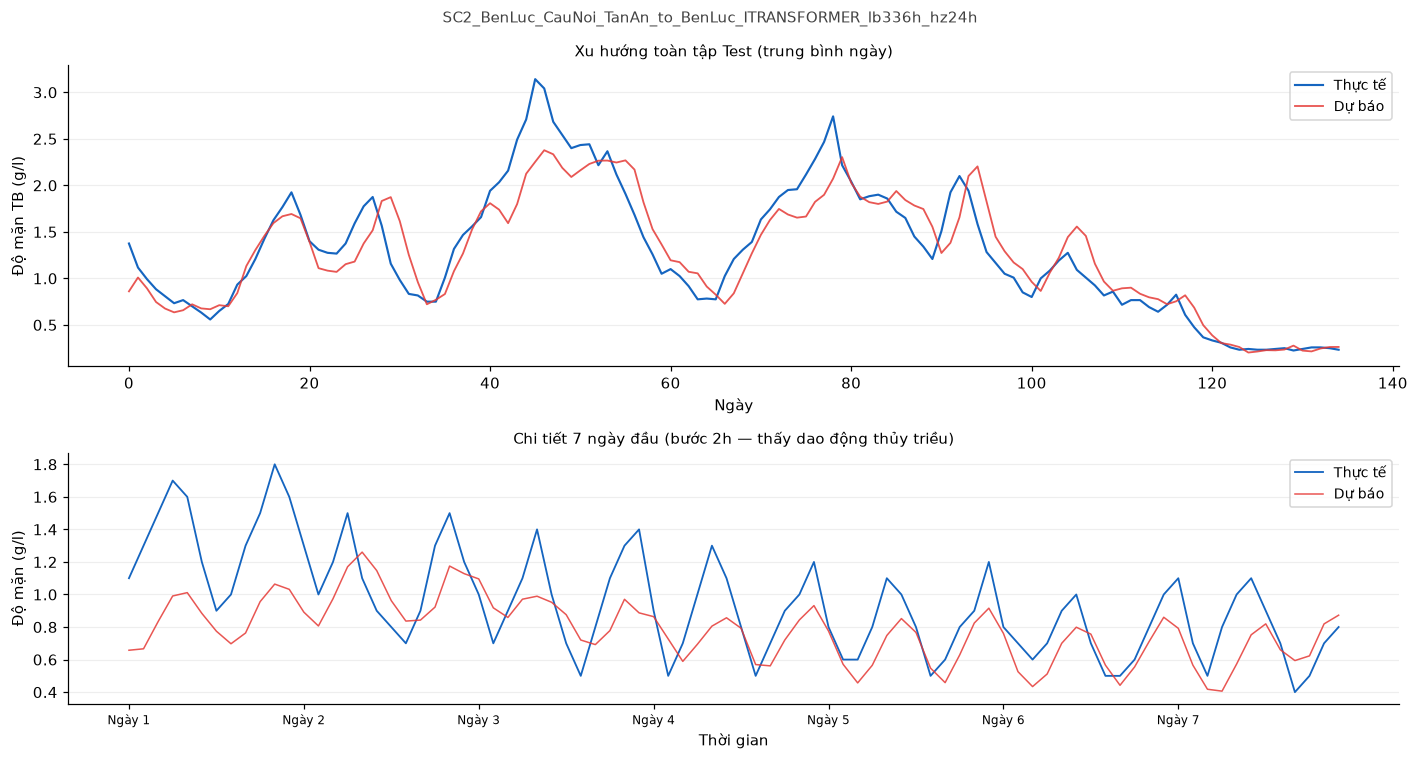 SC2_BenLuc_CauNoi_TanAn_to_BenLuc_ITRANSFORMER_lb336h_hz24h
Xu hướng toàn tập Test (trung bình ngày)
Độ mặn TB (g/l)
3.0
2.5
2.0
1.5
1.0
0.5
Thực tế
Dự báo
0 20 40 60 80 100 120 140
Ngày
Chi tiết 7 ngày đầu (bước 2h — thấy dao động thủy triều)
Độ mặn (g/l)
1.8
1.6
1.4
1.2
1.0
0.8
0.6
0.4
Thực tế
Dự báo
Ngày 1 Ngày 2 Ngày 3 Ngày 4 Ngày 5 Ngày 6 Ngày 7
Thời gian